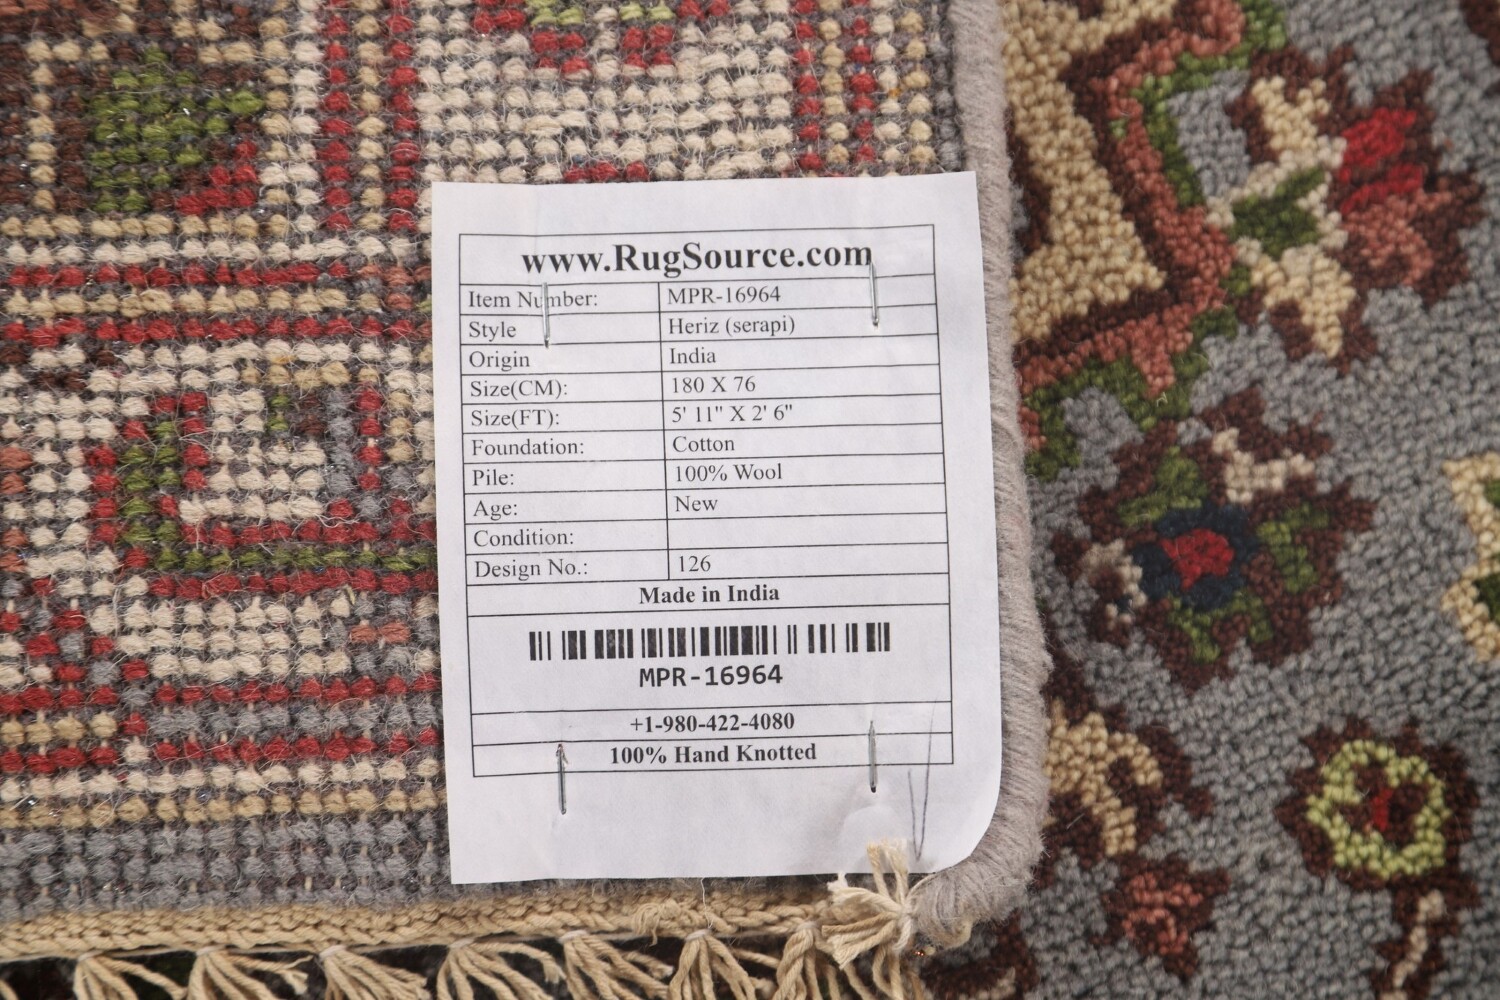 www.RugSource.com
Item Number: MPR-16964
Style Heriz (serapi)
Origin India
Size(CM): 180 X 76
Size(FT): 5' 11" X 2' 6"
Foundation: Cotton
Pile: 100% Wool
Age: New
Condition:
Design No.: 126
Made in India
MPR-16964
+1-980-422-4080
100% Hand Knotted